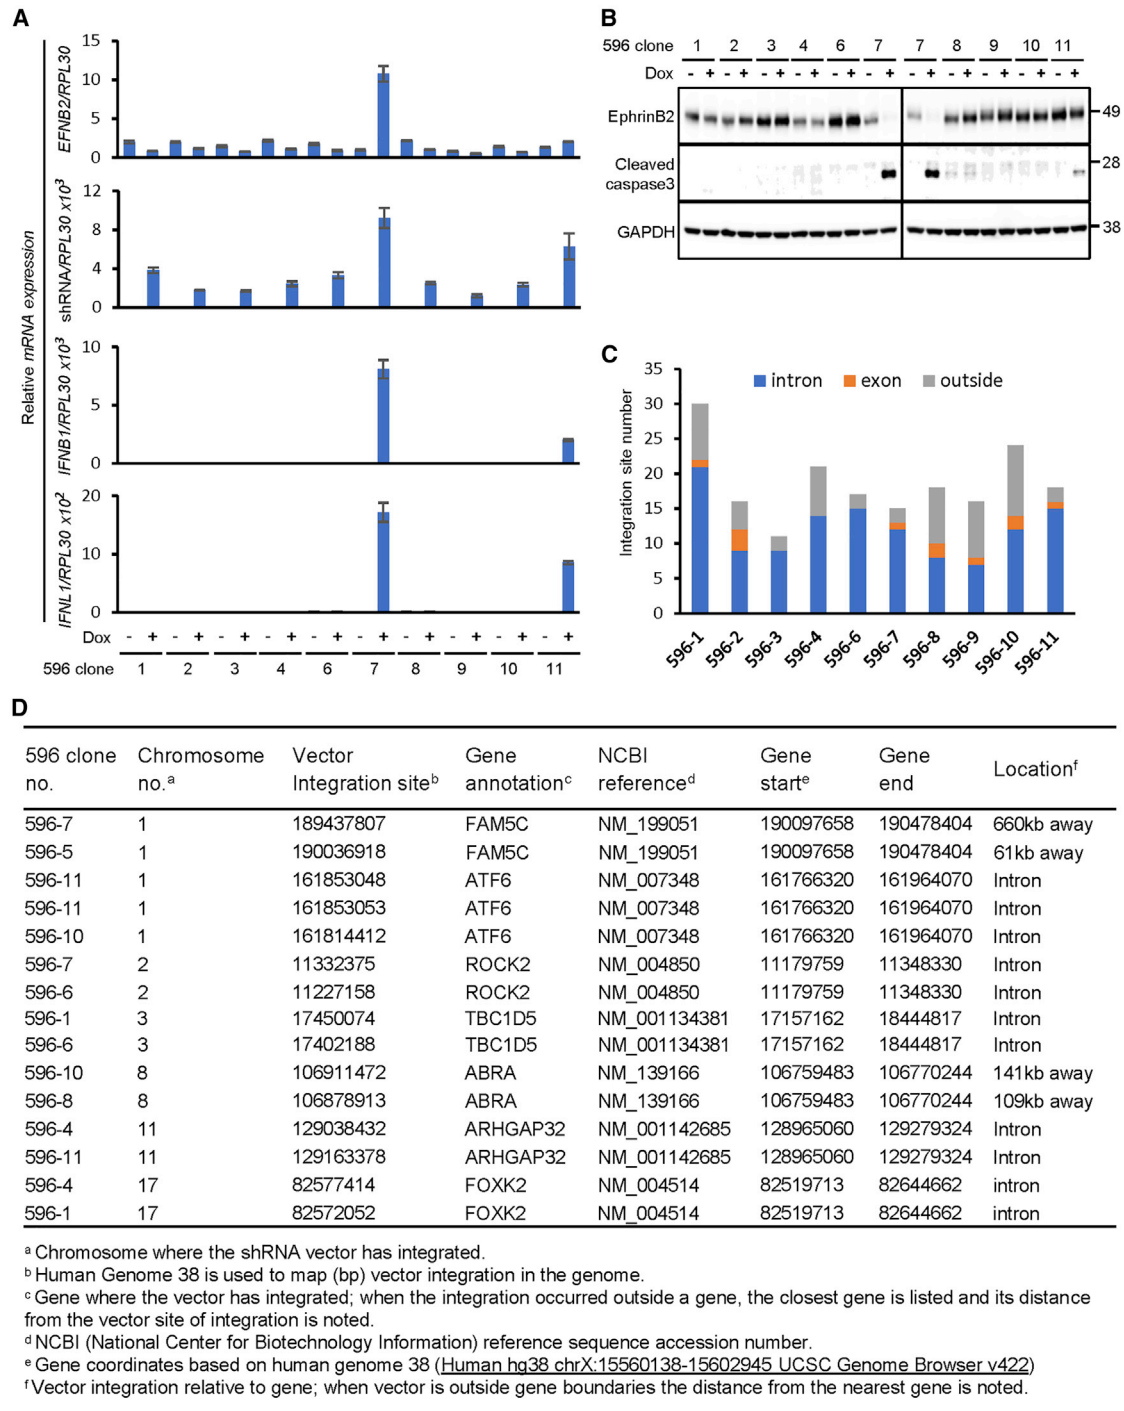 A
Relative mRNA expression
EFNB2/RPL30
15
10
5
0
shRNA/RPL30 x10³
12
8
4
0
IFNB1/RPL30 x10³
10
5
0
IFNL1/RPL30 x10²
20
10
0
Dox - + - + - + - + - + - + - + - + - + - +
596 clone 1 2 3 4 6 7 8 9 10 11
B
596 clone 1 2 3 4 6 7 7 8 9 10 11
Dox - + - + - + - + - + - + - + - + - + - + - +
EphrinB2 49
Cleaved caspase3 28
GAPDH 38
C
Integration site number
35
30
25
20
15
10
5
0
intron exon outside
596-1 596-2 596-3 596-4 596-6 596-7 596-8 596-9 596-10 596-11
D
596 clone no. Chromosome no.ᵃ Vector Integration siteᵇ Gene annotationᶜ NCBI referenceᵈ Gene startᵉ Gene end Locationᶠ
596-7 1 189437807 FAM5C NM_199051 190097658 190478404 660kb away
596-5 1 190036918 FAM5C NM_199051 190097658 190478404 61kb away
596-11 1 161853048 ATF6 NM_007348 161766320 161964070 Intron
596-11 1 161853053 ATF6 NM_007348 161766320 161964070 Intron
596-10 1 161814412 ATF6 NM_007348 161766320 161964070 Intron
596-7 2 11332375 ROCK2 NM_004850 11179759 11348330 Intron
596-6 2 11227158 ROCK2 NM_004850 11179759 11348330 Intron
596-1 3 17450074 TBC1D5 NM_001134381 17157162 18444817 Intron
596-6 3 17402188 TBC1D5 NM_001134381 17157162 18444817 Intron
596-10 8 106911472 ABRA NM_139166 106759483 106770244 141kb away
596-8 8 106878913 ABRA NM_139166 106759483 106770244 109kb away
596-4 11 129038432 ARHGAP32 NM_001142685 128965060 129279324 Intron
596-11 11 129163378 ARHGAP32 NM_001142685 128965060 129279324 Intron
596-4 17 82577414 FOXK2 NM_004514 82519713 82644662 intron
596-1 17 82572052 FOXK2 NM_004514 82519713 82644662 intron
ᵃ Chromosome where the shRNA vector has integrated.
ᵇ Human Genome 38 is used to map (bp) vector integration in the genome.
ᶜ Gene where the vector has integrated; when the integration occurred outside a gene, the closest gene is listed and its distance
from the vector site of integration is noted.
ᵈ NCBI (National Center for Biotechnology Information) reference sequence accession number.
ᵉ Gene coordinates based on human genome 38 (Human hg38 chrX:15560138-15602945 UCSC Genome Browser v422)
ᶠ Vector integration relative to gene; when vector is outside gene boundaries the distance from the nearest gene is noted.